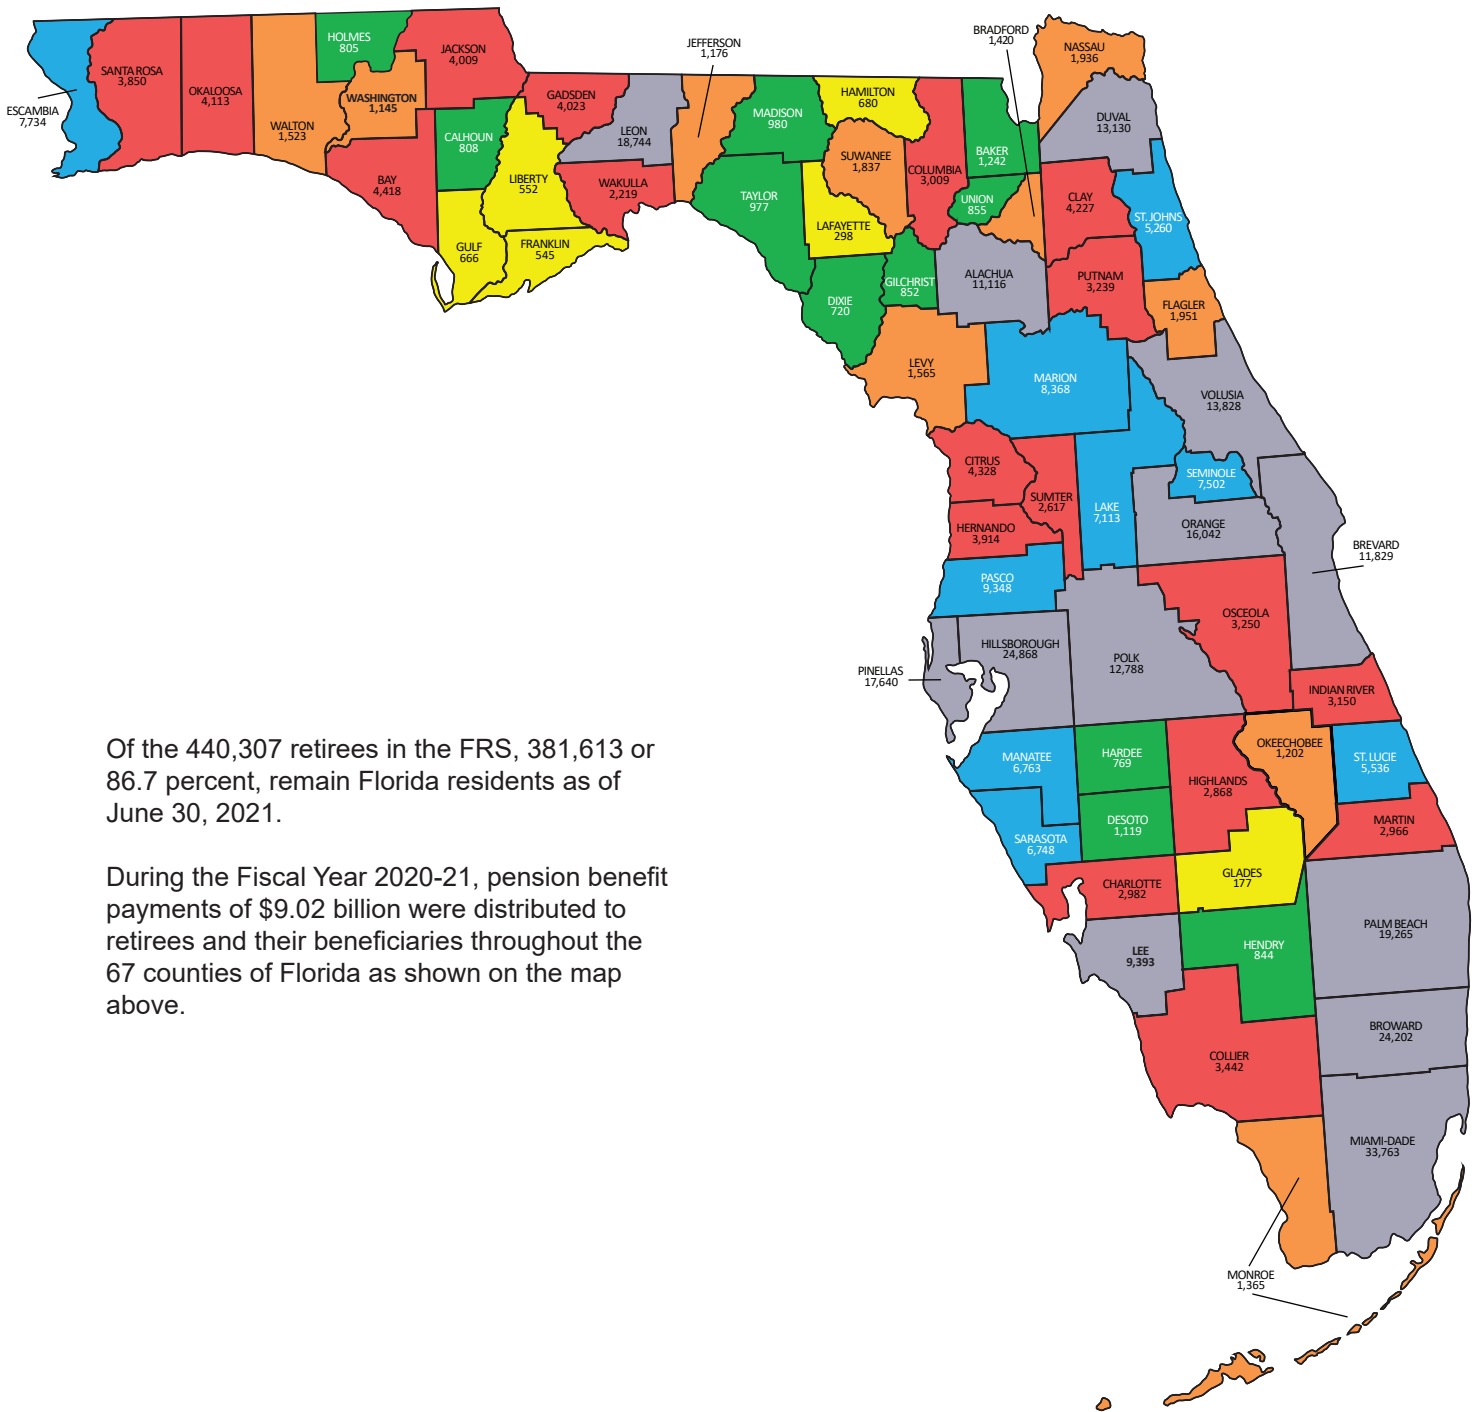 HOLMES
805
JACKSON
4,009
JEFFERSON
1,176
BRADFORD
1,420
NASSAU
1,936
SANTA ROSA
3,850
OKALOOSA
4,113
WASHINGTON
1,145
ESCAMBIA
7,734
WALTON
1,523
GADSDEN
4,023
LEON
18,744
MADISON
980
HAMILTON
680
DUVAL
13,130
CALHOUN
808
SUWANEE
1,837
COLUMBIA
3,009
BAKER
1,242
BAY
4,418
LIBERTY
552
WAKULLA
2,219
TAYLOR
977
LAFAYETTE
298
UNION
855
CLAY
4,227
ST. JOHNS
5,260
GULF
666
FRANKLIN
545
DIXIE
720
GILCHRIST
852
ALACHUA
11,116
PUTNAM
3,239
FLAGLER
1,951
LEVY
1,565
MARION
8,368
VOLUSIA
13,828
CITRUS
4,328
SUMTER
2,617
LAKE
7,113
SEMINOLE
7,502
HERNANDO
3,914
ORANGE
16,042
BREVARD
11,829
PASCO
9,348
OSCEOLA
3,250
PINELLAS
17,640
HILLSBOROUGH
24,868
POLK
12,788
INDIAN RIVER
3,150
MANATEE
6,763
HARDEE
769
HIGHLANDS
2,868
OKEECHOBEE
1,202
ST. LUCIE
5,536
SARASOTA
6,748
DESOTO
1,119
MARTIN
2,966
CHARLOTTE
2,982
GLADES
177
LEE
9,393
HENDRY
844
PALM BEACH
19,265
COLLIER
3,442
BROWARD
24,202
MIAMI-DADE
33,763
MONROE
1,365
Of the 440,307 retirees in the FRS, 381,613 or
86.7 percent, remain Florida residents as of
June 30, 2021.
During the Fiscal Year 2020-21, pension benefit
payments of $9.02 billion were distributed to
retirees and their beneficiaries throughout the
67 counties of Florida as shown on the map
above.